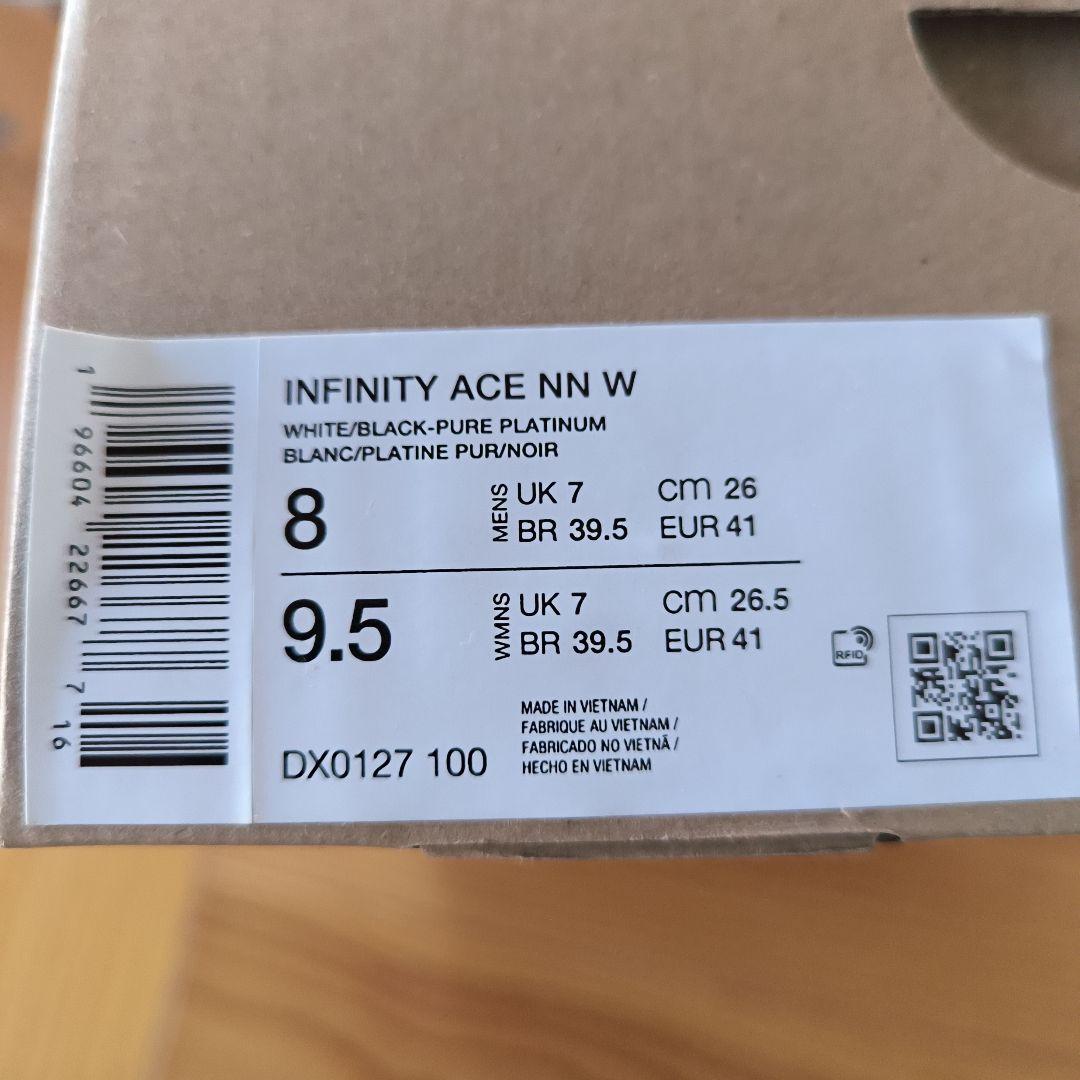 1 96604 22667 7 16
INFINITY ACE NN W
WHITE/BLACK-PURE PLATINUM
BLANC/PLATINE PUR/NOIR
8 MENS UK 7 cm 26
BR 39.5 EUR 41
9.5 WMNS UK 7 cm 26.5
BR 39.5 EUR 41
RFID
DX0127 100
MADE IN VIETNAM /
FABRIQUE AU VIETNAM /
FABRICADO NO VIETNÃ /
HECHO EN VIETNAM